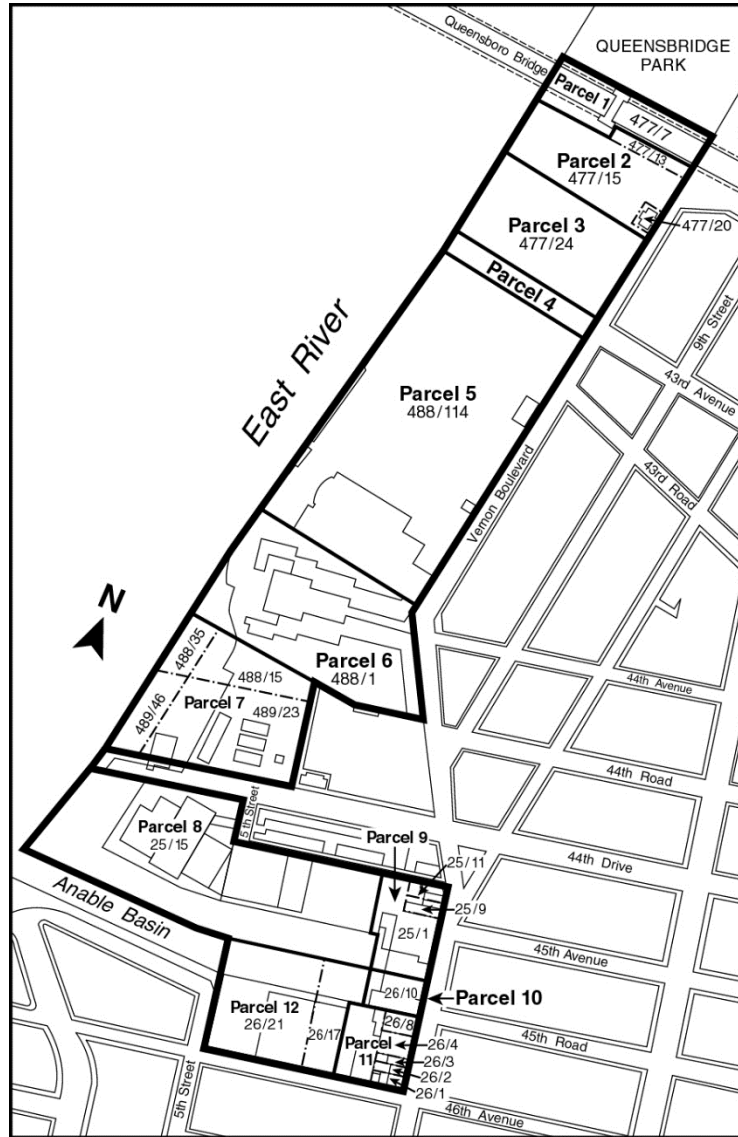 QUEENSBRIDGE
PARK
Queensboro Bridge
Parcel 1
477/7
477/13
Parcel 2
477/15
477/20
Parcel 3
477/24
Parcel 4
9th Street
43rd Avenue
East River
Parcel 5
488/114
43rd Road
Vernon Boulevard
N
Parcel 6
488/1
44th Avenue
488/35
488/15
Parcel 7
489/46
489/23
44th Road
5th Street
Parcel 8
25/15
Parcel 9
44th Drive
25/11
25/9
Anable Basin
25/1
45th Avenue
26/10
Parcel 10
Parcel 12
26/21
26/17
26/8
Parcel
11
26/4
26/3
26/2
26/1
45th Road
5th Street
46th Avenue